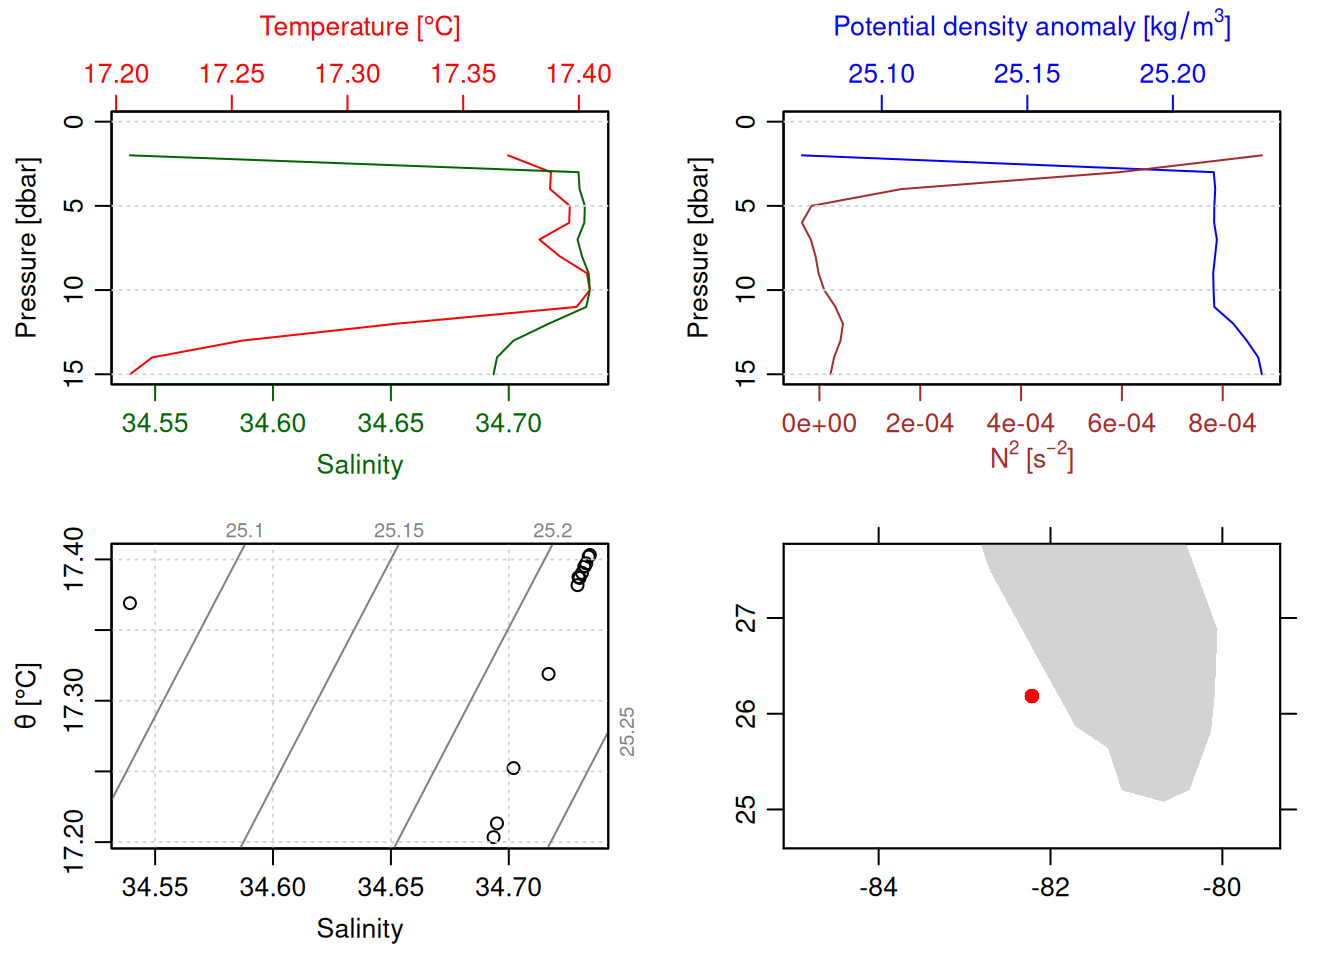 Temperature [°C]
17.20 17.25 17.30 17.35 17.40
0
5
10
15
Pressure [dbar]
34.55 34.60 34.65 34.70
Salinity
Potential density anomaly [kg/m³]
25.10 25.15 25.20
0
5
10
15
Pressure [dbar]
0e+00 2e-04 4e-04 6e-04 8e-04
N² [s⁻²]
25.1 25.15 25.2
25.25
17.40
17.30
17.20
θ [°C]
34.55 34.60 34.65 34.70
Salinity
27
26
25
-84 -82 -80